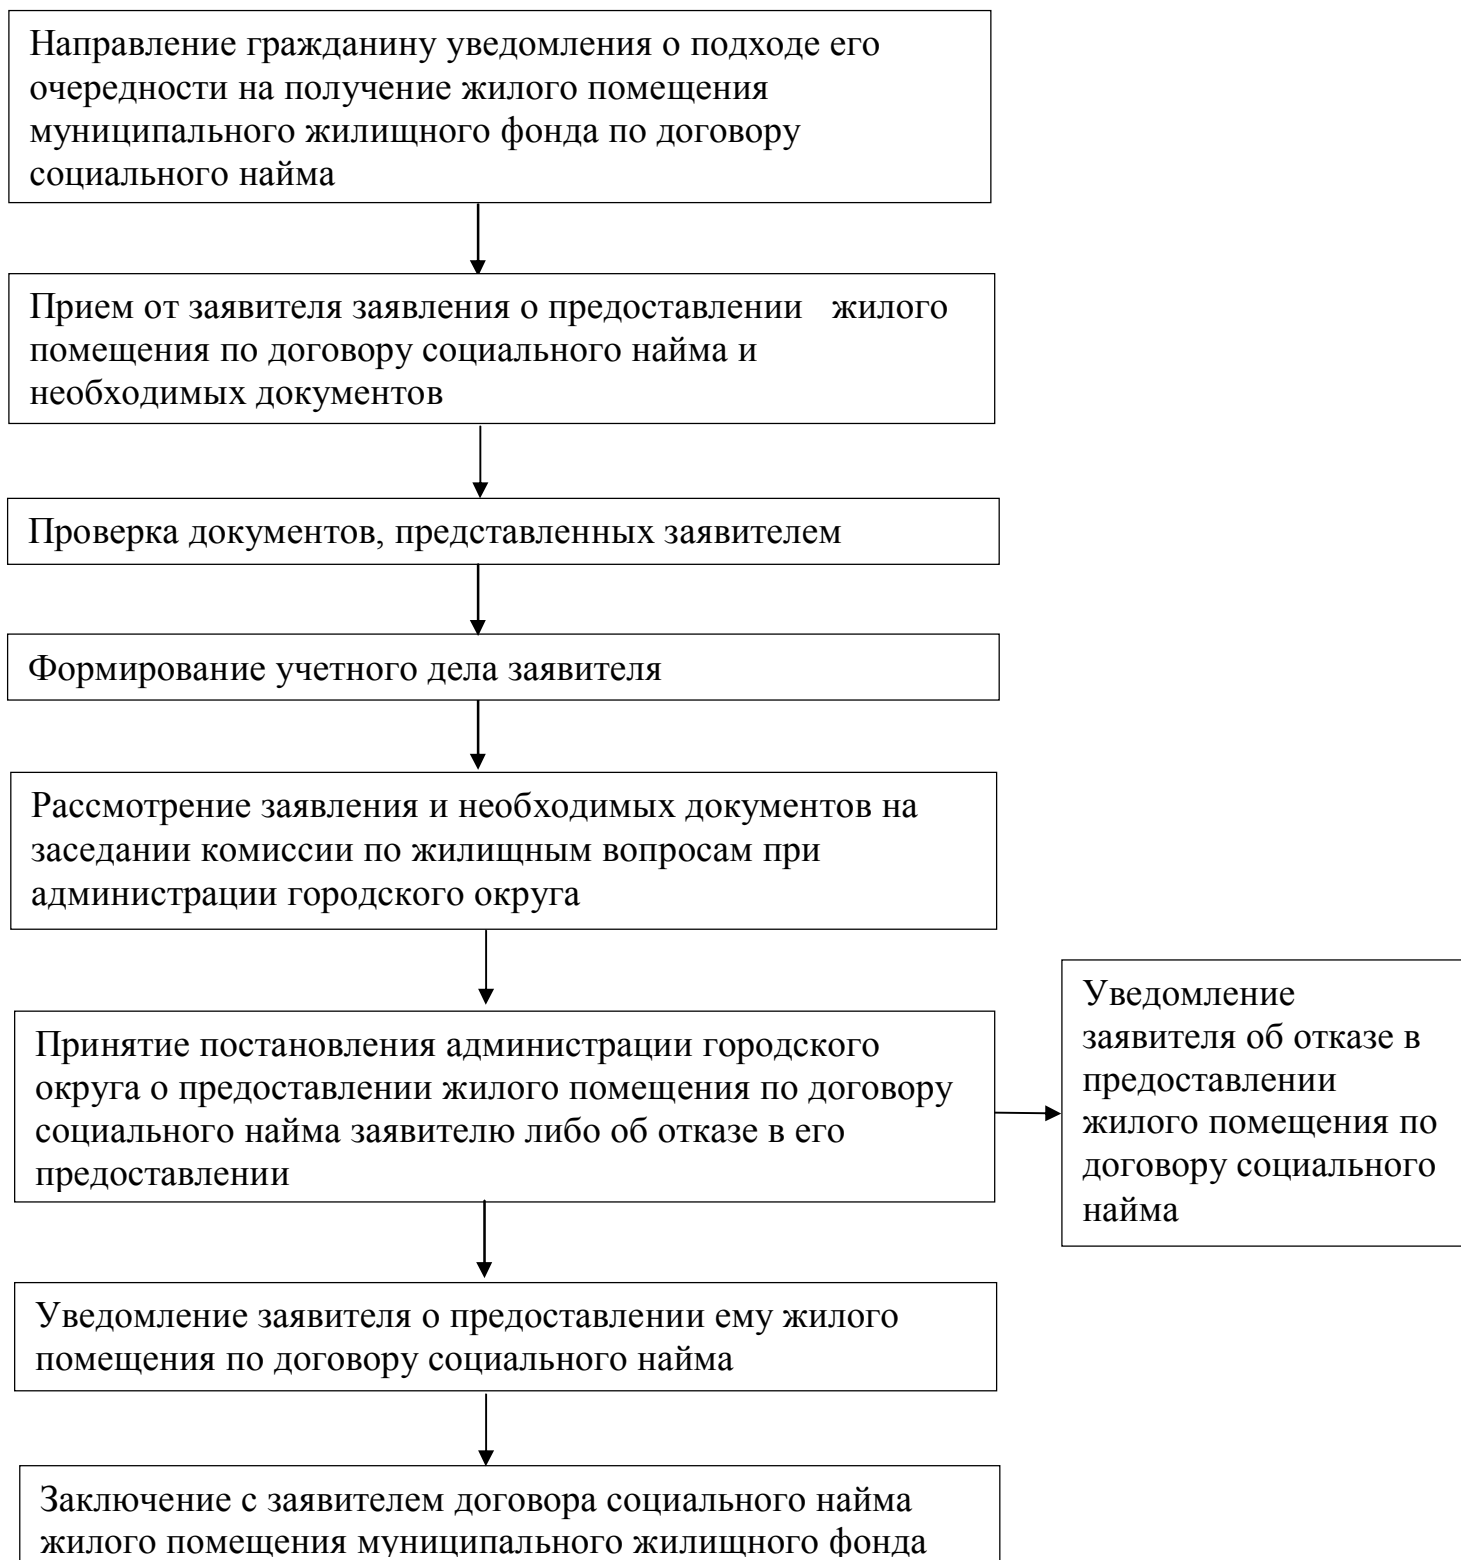 Направление гражданину уведомления о подходе его
очередности на получение жилого помещения
муниципального жилищного фонда по договору
социального найма
Прием от заявителя заявления о предоставлении жилого
помещения по договору социального найма и
необходимых документов
Проверка документов, представленных заявителем
Формирование учетного дела заявителя
Рассмотрение заявления и необходимых документов на
заседании комиссии по жилищным вопросам при
администрации городского округа
Принятие постановления администрации городского
округа о предоставлении жилого помещения по договору
социального найма заявителю либо об отказе в его
предоставлении
Уведомление
заявителя об отказе в
предоставлении
жилого помещения по
договору социального
найма
Уведомление заявителя о предоставлении ему жилого
помещения по договору социального найма
Заключение с заявителем договора социального найма
жилого помещения муниципального жилищного фонда